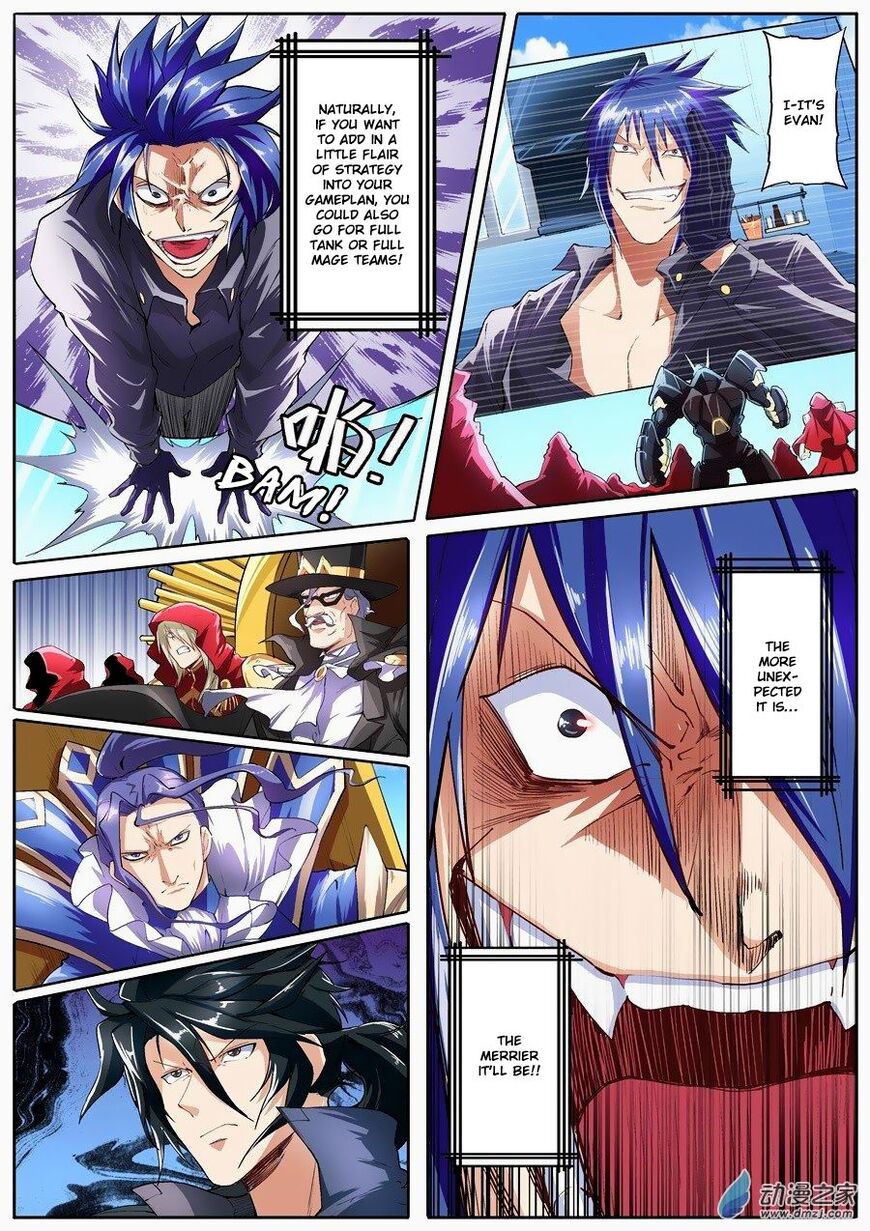 I-IT'S
EVAN!
NATURALLY,
IF YOU WANT
TO ADD IN A
LITTLE FLAIR
OF STRATEGY
INTO YOUR
GAMEPLAN, YOU
COULD ALSO
GO FOR FULL
TANK OR FULL
MAGE TEAMS!
啪!
BAM!
THE
MORE
UNEX-
PECTED
IT IS...
THE
MERRIER
IT'LL BE!!
动漫之家
www.dmzj.com